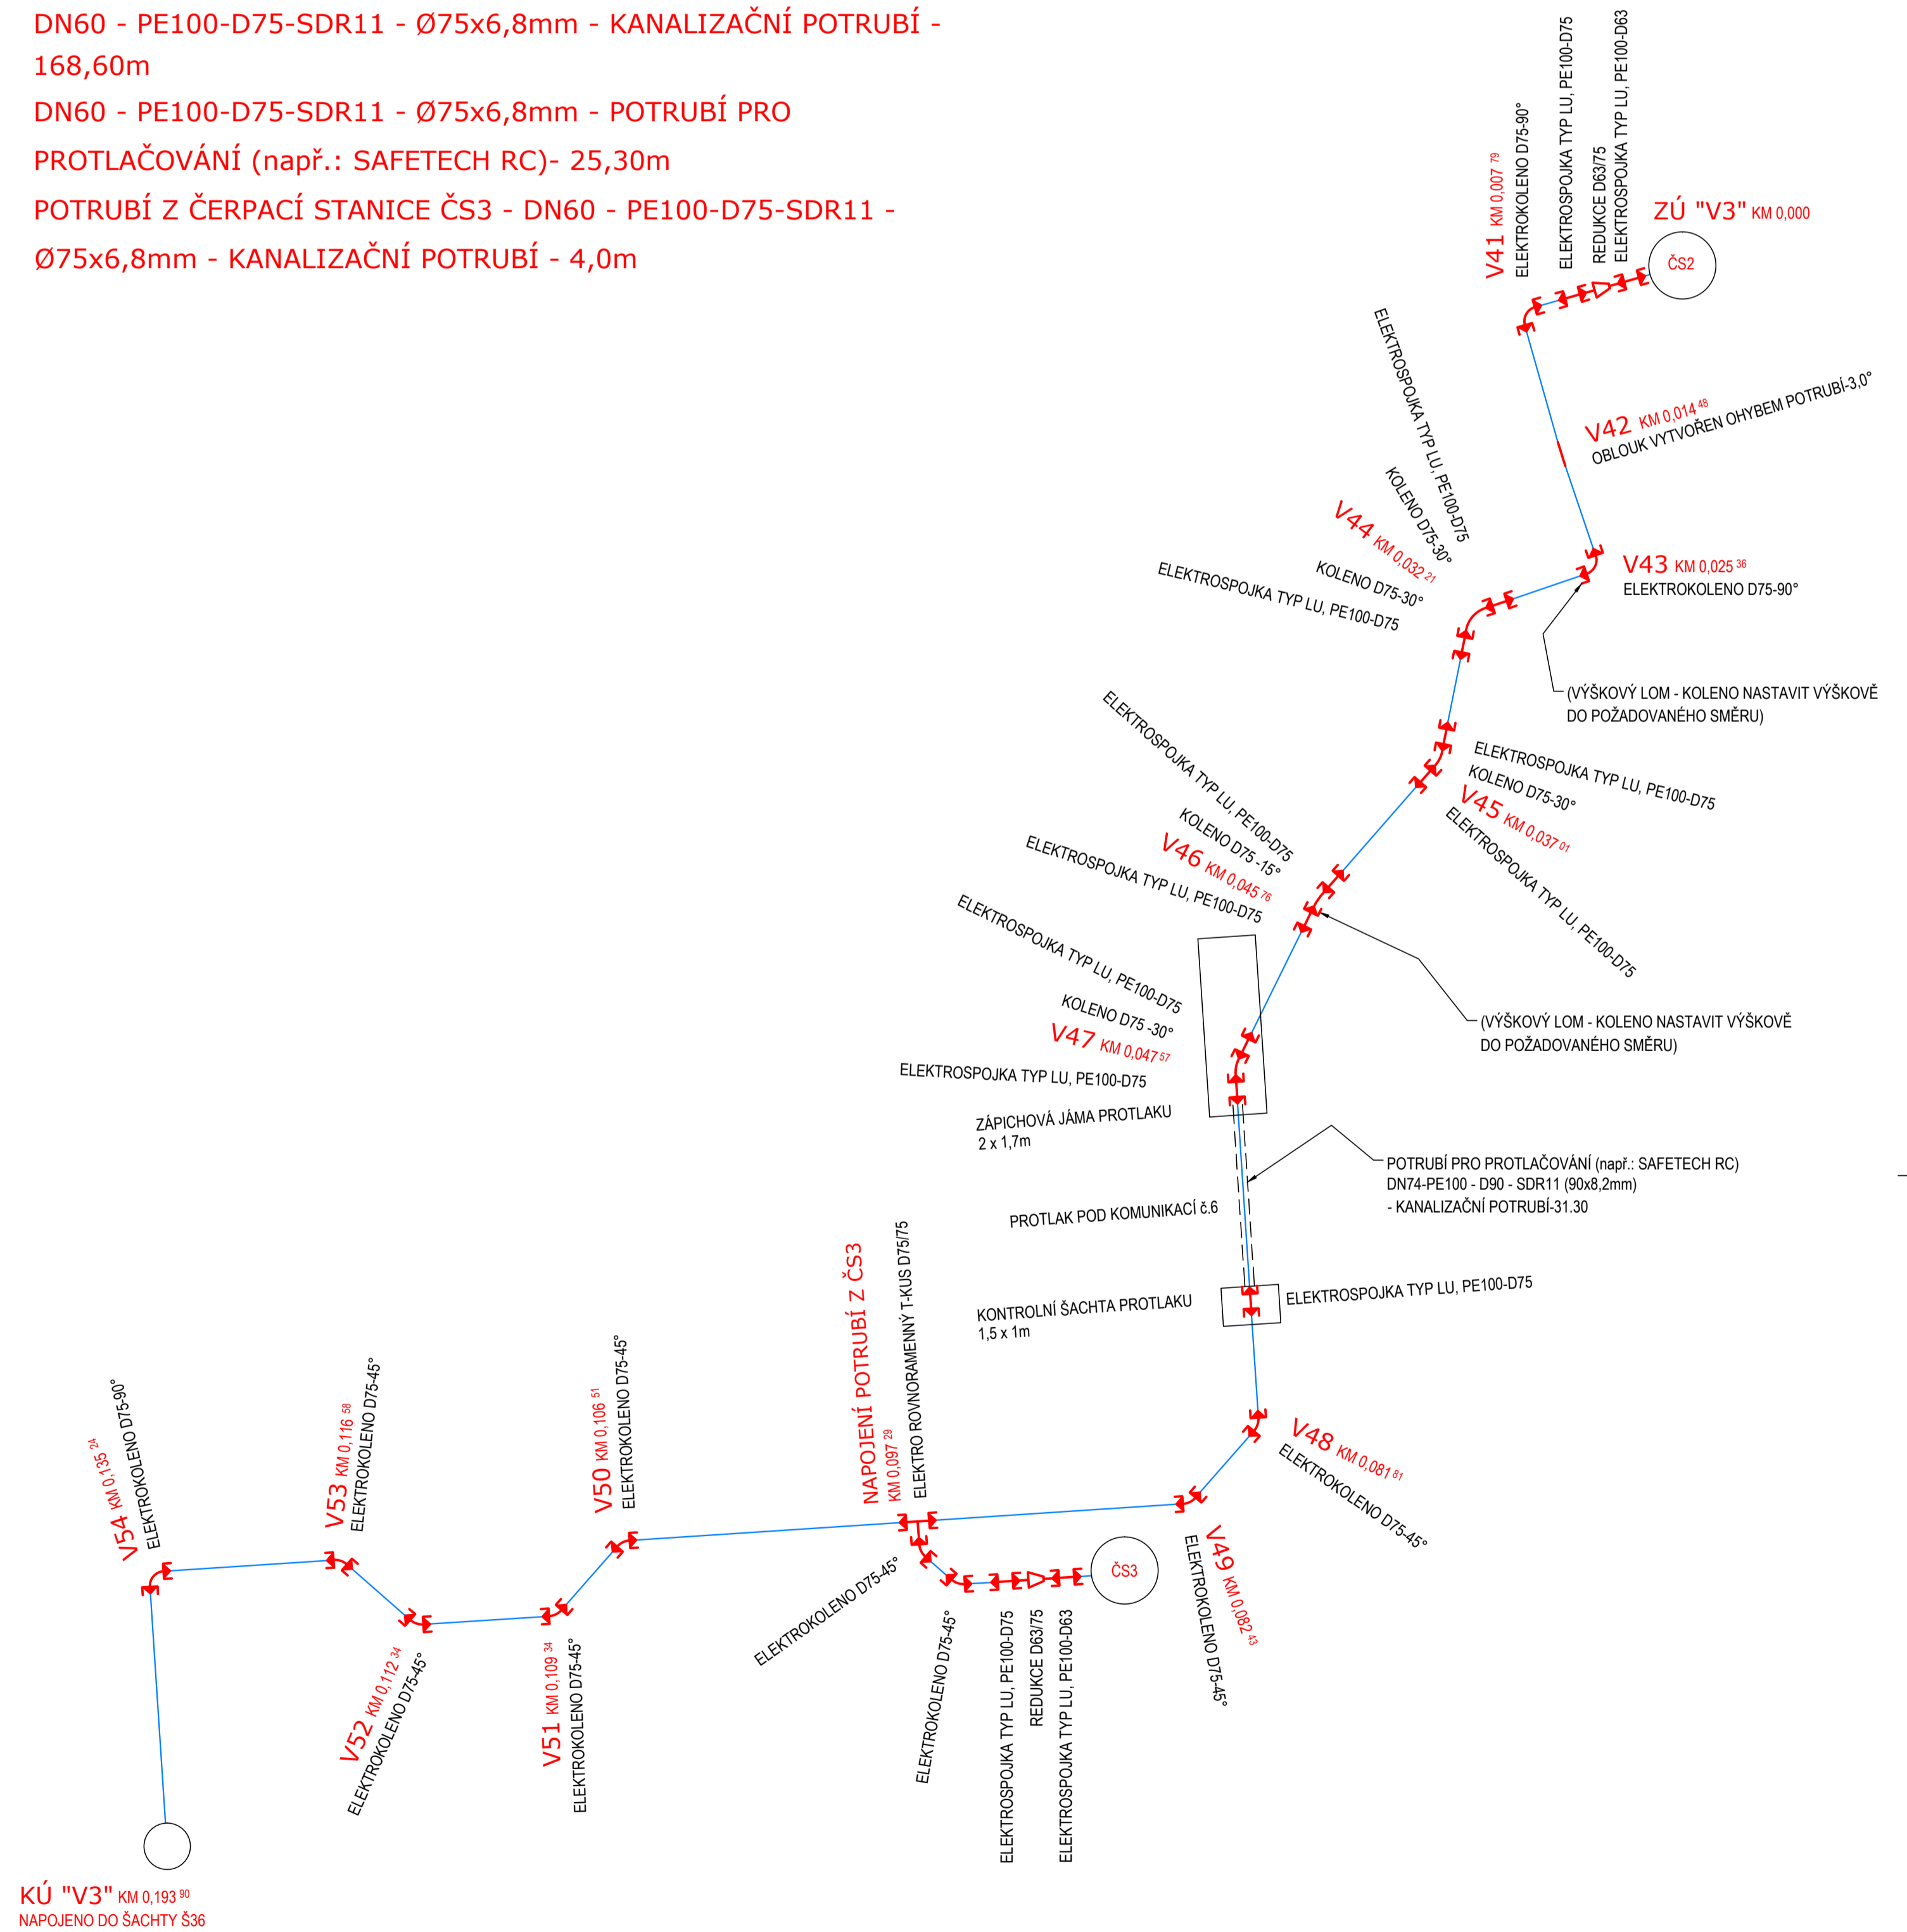 DN60 - PE100-D75-SDR11 - Ø75x6,8mm - KANALIZAČNÍ POTRUBÍ -
168,60m
DN60 - PE100-D75-SDR11 - Ø75x6,8mm - POTRUBÍ PRO
PROTLAČOVÁNÍ (např.: SAFETECH RC)- 25,30m
POTRUBÍ Z ČERPACÍ STANICE ČS3 - DN60 - PE100-D75-SDR11 -
Ø75x6,8mm - KANALIZAČNÍ POTRUBÍ - 4,0m
V41 KM 0,007 79
ELEKTROKOLENO D75-90°
ELEKTROSPOJKA TYP LU, PE100-D75
REDUKCE D63/75
ELEKTROSPOJKA TYP LU, PE100-D63
ZÚ "V3" KM 0,000
ČS2
V42 KM 0,014 48
OBLOUK VYTVOŘEN OHYBEM POTRUBÍ-3,0°
V43 KM 0,025 36
ELEKTROKOLENO D75-90°
(VÝŠKOVÝ LOM - KOLENO NASTAVIT VÝŠKOVĚ
DO POŽADOVANÉHO SMĚRU)
ELEKTROSPOJKA TYP LU, PE100-D75
KOLENO D75-30°
V44 KM 0,032 21
KOLENO D75-30°
ELEKTROSPOJKA TYP LU, PE100-D75
ELEKTROSPOJKA TYP LU, PE100-D75
KOLENO D75-30°
V45 KM 0,037 01
ELEKTROSPOJKA TYP LU, PE100-D75
ELEKTROSPOJKA TYP LU, PE100-D75
KOLENO D75 -15°
V46 KM 0,045 76
ELEKTROSPOJKA TYP LU, PE100-D75
(VÝŠKOVÝ LOM - KOLENO NASTAVIT VÝŠKOVĚ
DO POŽADOVANÉHO SMĚRU)
ELEKTROSPOJKA TYP LU, PE100-D75
KOLENO D75 -30°
V47 KM 0,047 57
ELEKTROSPOJKA TYP LU, PE100-D75
ZÁPICHOVÁ JÁMA PROTLAKU
2 x 1,7m
POTRUBÍ PRO PROTLAČOVÁNÍ (např.: SAFETECH RC)
DN74-PE100 - D90 - SDR11 (90x8,2mm)
- KANALIZAČNÍ POTRUBÍ-31.30
PROTLAK POD KOMUNIKACÍ č.6
KONTROLNÍ ŠACHTA PROTLAKU
1,5 x 1m
ELEKTROSPOJKA TYP LU, PE100-D75
V48 KM 0,081 81
ELEKTROKOLENO D75-45°
V49 KM 0,082 43
ELEKTROKOLENO D75-45°
NAPOJENÍ POTRUBÍ Z ČS3
KM 0,097 29
ELEKTRO ROVNORAMENNÝ T-KUS D75/75
ČS3
ELEKTROKOLENO D75-45°
ELEKTROKOLENO D75-45°
ELEKTROSPOJKA TYP LU, PE100-D75
REDUKCE D63/75
ELEKTROSPOJKA TYP LU, PE100-D63
V50 KM 0,106 51
ELEKTROKOLENO D75-45°
V51 KM 0,109 34
ELEKTROKOLENO D75-45°
V52 KM 0,112 34
ELEKTROKOLENO D75-45°
V53 KM 0,116 58
ELEKTROKOLENO D75-45°
V54 KM 0,135 24
ELEKTROKOLENO D75-90°
KÚ "V3" KM 0,193 90
NAPOJENO DO ŠACHTY Š36